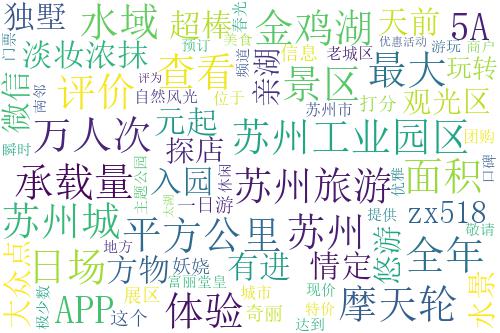 独墅
水域
超棒
春光
金鸡湖
天前
5A
门票
预订
美食
优惠活动
商户
淡妆浓抹
频道
信息
老城区
游玩
最大
玩转
微信
评价
查看
亲湖
景区
评为
自然风光
位于
苏州市
打分
观光区
南邻
瞬时
万人次
元起
探店
苏州工业园区
团购
口碑
承载量
主题公园
入园
休闲
苏州旅游
优雅
面积
太湖
一日游
提供
zx518
苏州城
地方
平方公里
苏州
悠游
敬请
全年
大众点
日场
方物
妖娆
有进
情定
富丽堂皇
极少数
APP
这个
展区
体验
城市
奇丽
现价
特价
达到
摩天轮
水景